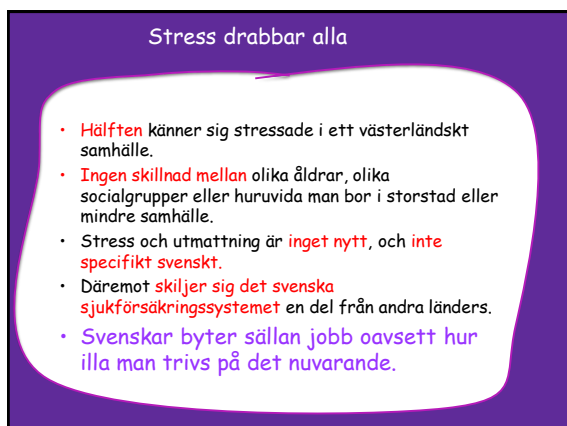 Stress drabbar alla
• Hälften känner sig stressade i ett västerländskt
samhälle.
• Ingen skillnad mellan olika åldrar, olika
socialgrupper eller huruvida man bor i storstad eller
mindre samhälle.
• Stress och utmattning är inget nytt, och inte
specifikt svenskt.
• Däremot skiljer sig det svenska
sjukförsäkringssystemet en del från andra länders.
• Svenskar byter sällan jobb oavsett hur
illa man trivs på det nuvarande.